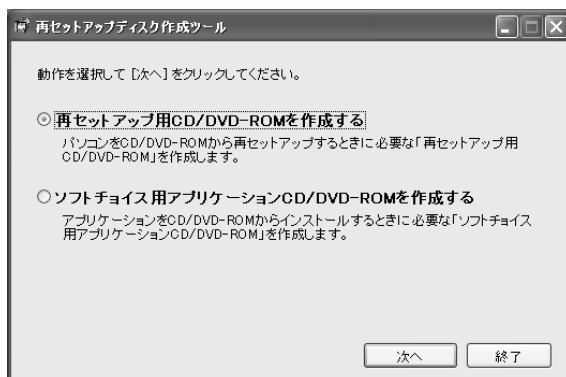 再セットアップディスク作成ツール
動作を選択して [次へ] をクリックしてください。
再セットアップ用CD/DVD-ROMを作成する
パソコンをCD/DVD-ROMから再セットアップするときに必要な「再セットアップ用
CD/DVD-ROM」を作成します。
ソフトチョイス用アプリケーションCD/DVD-ROMを作成する
アプリケーションをCD/DVD-ROMからインストールするときに必要な「ソフトチョイス
用アプリケーションCD/DVD-ROM」を作成します。
次へ
終了